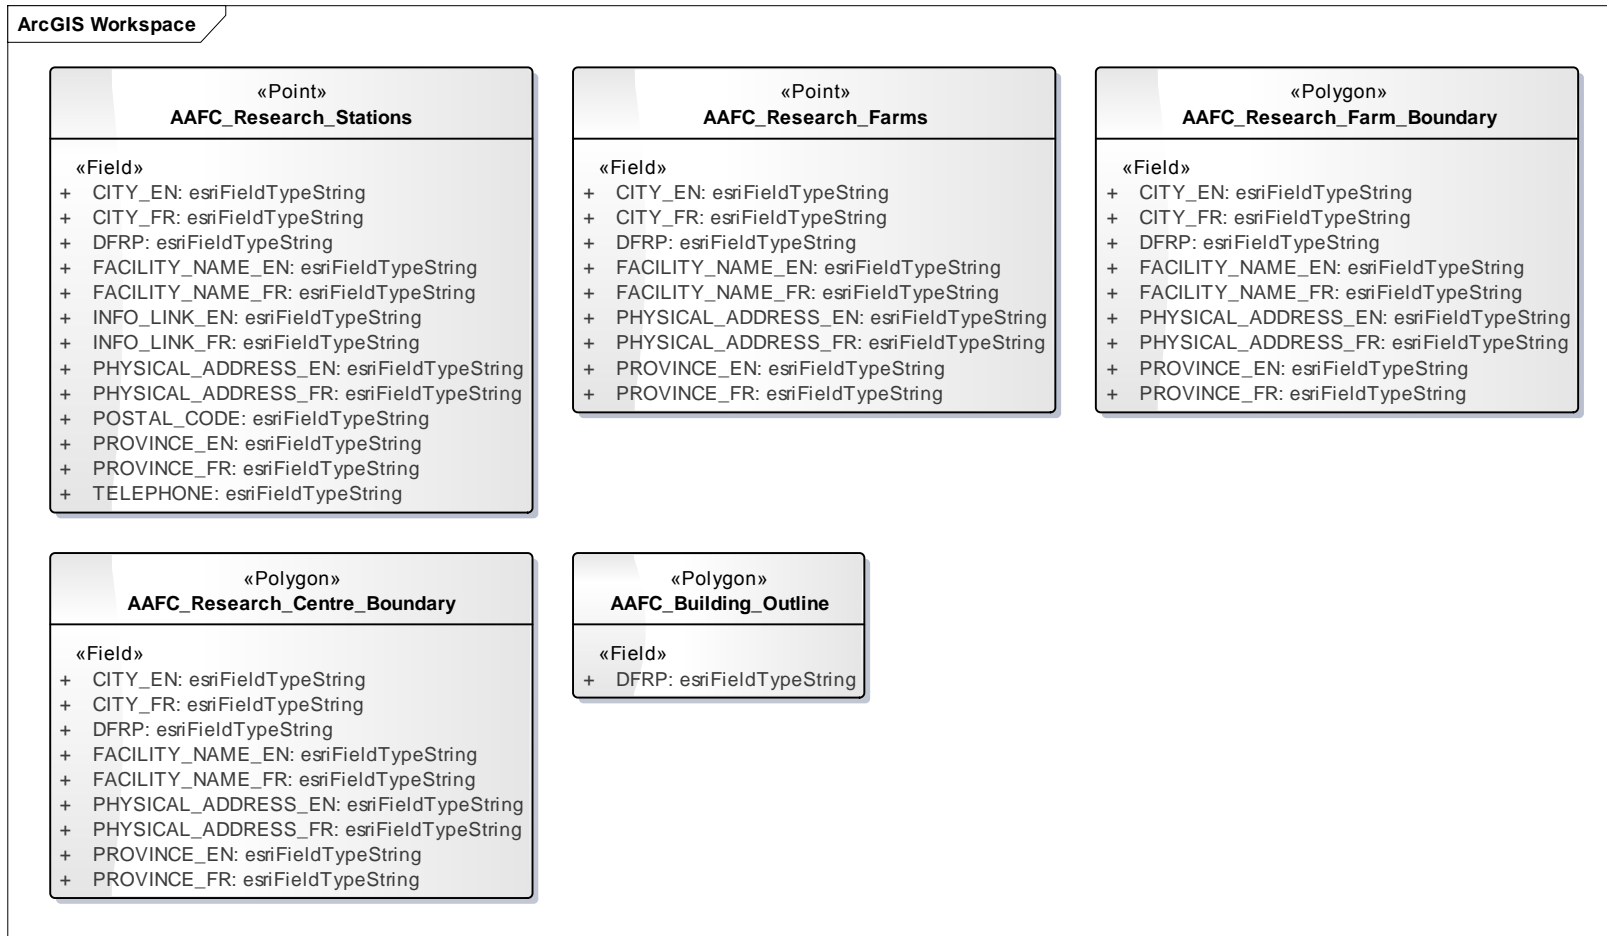 ArcGIS Workspace
«Point»
AAFC_Research_Stations
«Field»
+ CITY_EN: esriFieldTypeString
+ CITY_FR: esriFieldTypeString
+ DFRP: esriFieldTypeString
+ FACILITY_NAME_EN: esriFieldTypeString
+ FACILITY_NAME_FR: esriFieldTypeString
+ INFO_LINK_EN: esriFieldTypeString
+ INFO_LINK_FR: esriFieldTypeString
+ PHYSICAL_ADDRESS_EN: esriFieldTypeString
+ PHYSICAL_ADDRESS_FR: esriFieldTypeString
+ POSTAL_CODE: esriFieldTypeString
+ PROVINCE_EN: esriFieldTypeString
+ PROVINCE_FR: esriFieldTypeString
+ TELEPHONE: esriFieldTypeString
«Point»
AAFC_Research_Farms
«Field»
+ CITY_EN: esriFieldTypeString
+ CITY_FR: esriFieldTypeString
+ DFRP: esriFieldTypeString
+ FACILITY_NAME_EN: esriFieldTypeString
+ FACILITY_NAME_FR: esriFieldTypeString
+ PHYSICAL_ADDRESS_EN: esriFieldTypeString
+ PHYSICAL_ADDRESS_FR: esriFieldTypeString
+ PROVINCE_EN: esriFieldTypeString
+ PROVINCE_FR: esriFieldTypeString
«Polygon»
AAFC_Research_Farm_Boundary
«Field»
+ CITY_EN: esriFieldTypeString
+ CITY_FR: esriFieldTypeString
+ DFRP: esriFieldTypeString
+ FACILITY_NAME_EN: esriFieldTypeString
+ FACILITY_NAME_FR: esriFieldTypeString
+ PHYSICAL_ADDRESS_EN: esriFieldTypeString
+ PHYSICAL_ADDRESS_FR: esriFieldTypeString
+ PROVINCE_EN: esriFieldTypeString
+ PROVINCE_FR: esriFieldTypeString
«Polygon»
AAFC_Research_Centre_Boundary
«Field»
+ CITY_EN: esriFieldTypeString
+ CITY_FR: esriFieldTypeString
+ DFRP: esriFieldTypeString
+ FACILITY_NAME_EN: esriFieldTypeString
+ FACILITY_NAME_FR: esriFieldTypeString
+ PHYSICAL_ADDRESS_EN: esriFieldTypeString
+ PHYSICAL_ADDRESS_FR: esriFieldTypeString
+ PROVINCE_EN: esriFieldTypeString
+ PROVINCE_FR: esriFieldTypeString
«Polygon»
AAFC_Building_Outline
«Field»
+ DFRP: esriFieldTypeString